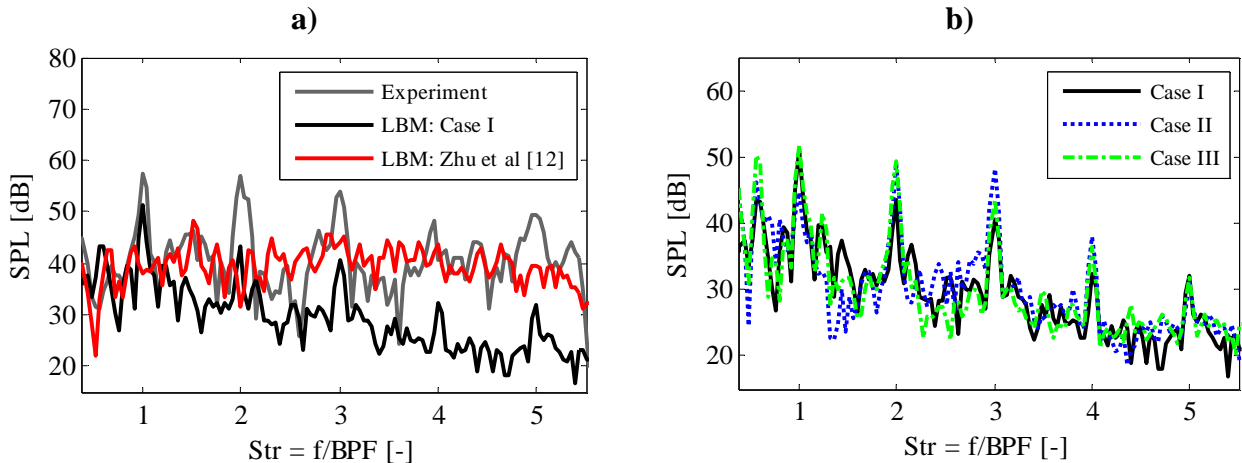 a)
80
70
60
50
40
30
20
SPL [dB]
Experiment
LBM: Case I
LBM: Zhu et al [12]
1 2 3 4 5
Str = f/BPF [-]
b)
60
50
40
30
20
SPL [dB]
Case I
Case II
Case III
1 2 3 4 5
Str = f/BPF [-]